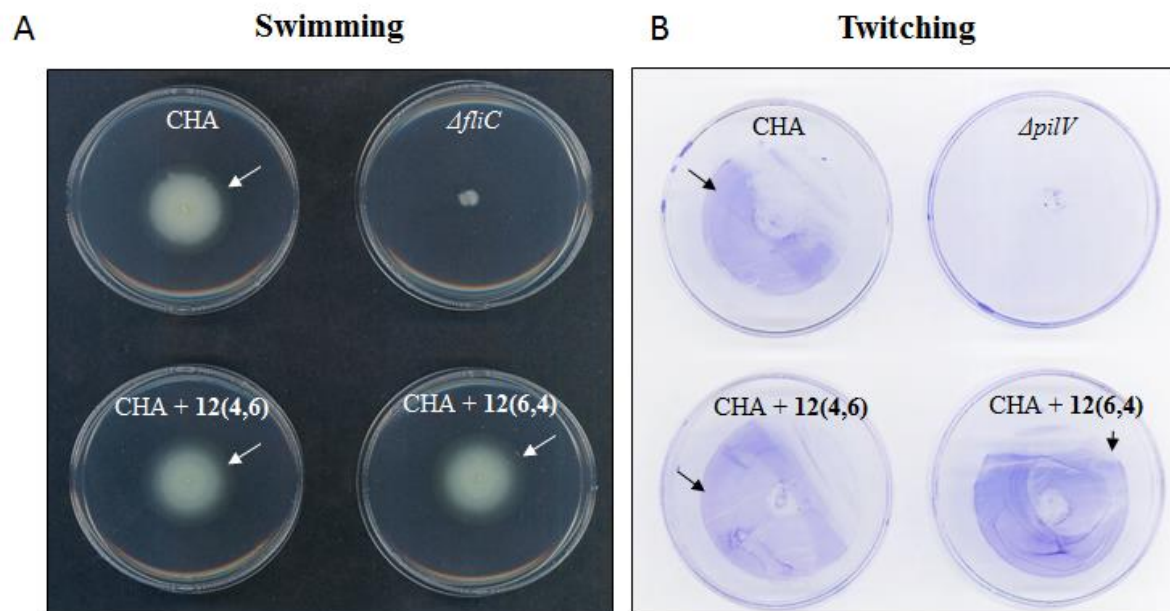 A
Swimming
B
Twitching
CHA
ΔfliC
CHA
ΔpilV
CHA + 12(4,6)
CHA + 12(6,4)
CHA + 12(4,6)
CHA + 12(6,4)